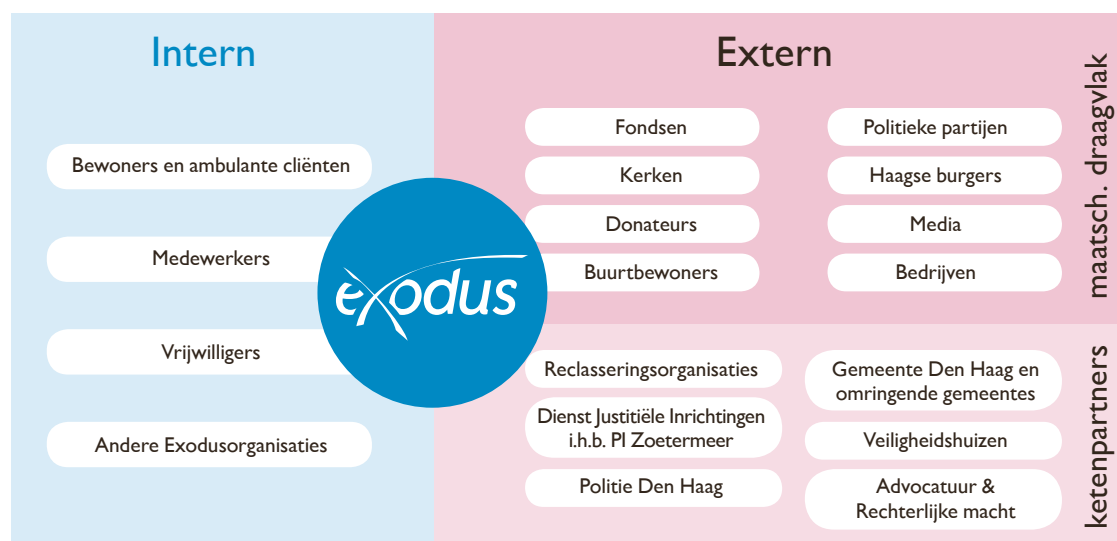 Intern
Bewoners en ambulante cliënten
Medewerkers
Vrijwilligers
Andere Exodusorganisaties
exodus
Extern
Fondsen
Kerken
Donateurs
Buurtbewoners
Politieke partijen
Haagse burgers
Media
Bedrijven
maatsch. draagvlak
Reclasseringsorganisaties
Dienst Justitiële Inrichtingen
i.h.b. PI Zoetermeer
Politie Den Haag
Gemeente Den Haag en
omringende gemeentes
Veiligheidshuizen
Advocatuur &
Rechterlijke macht
ketenpartners